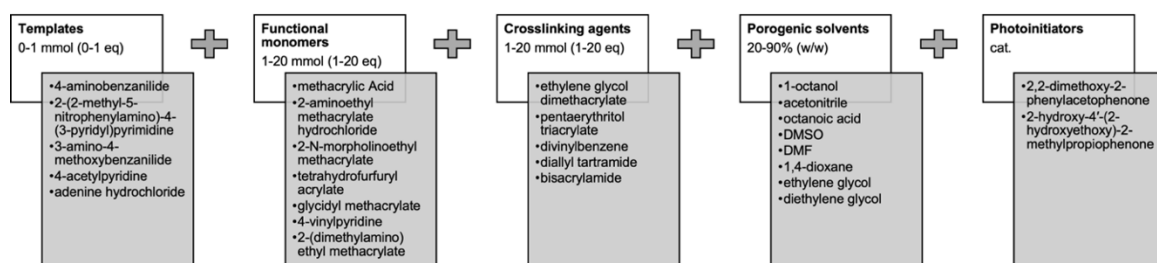 Templates
0-1 mmol (0-1 eq)
•4-aminobenzanilide
•2-(2-methyl-5-
nitrophenylamino)-4-
(3-pyridyl)pyrimidine
•3-amino-4-
methoxybenzanilide
•4-acetylpyridine
•adenine hydrochloride
Functional
monomers
1-20 mmol (1-20 eq)
•methacrylic Acid
•2-aminoethyl
methacrylate
hydrochloride
•2-N-morpholinoethyl
methacrylate
•tetrahydrofurfuryl
acrylate
•glycidyl methacrylate
•4-vinylpyridine
•2-(dimethylamino)
ethyl methacrylate
Crosslinking agents
1-20 mmol (1-20 eq)
•ethylene glycol
dimethacrylate
•pentaerythritol
triacrylate
•divinylbenzene
•diallyl tartramide
•bisacrylamide
Porogenic solvents
20-90% (w/w)
•1-octanol
•acetonitrile
•octanoic acid
•DMSO
•DMF
•1,4-dioxane
•ethylene glycol
•diethylene glycol
Photoinitiators
cat.
•2,2-dimethoxy-2-
phenylacetophenone
•2-hydroxy-4'-(2-
hydroxyethoxy)-2-
methylpropiophenone